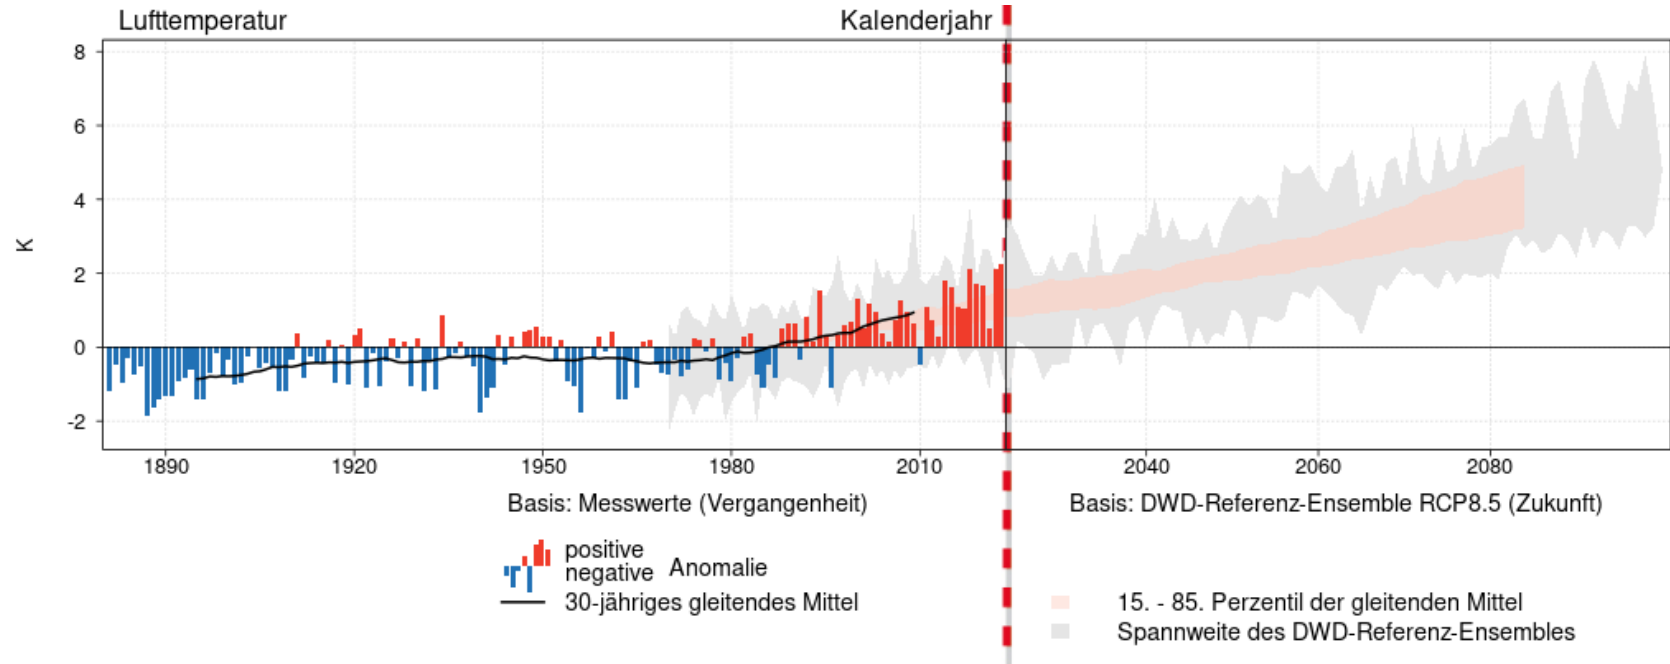 Lufttemperatur
Kalenderjahr
8
6
4
2
0
-2
K
1890 1920 1950 1980 2010 2040 2060 2080
Basis: Messwerte (Vergangenheit)
Basis: DWD-Referenz-Ensemble RCP8.5 (Zukunft)
positive
negative Anomalie
30-jähriges gleitendes Mittel
15. - 85. Perzentil der gleitenden Mittel
Spannweite des DWD-Referenz-Ensembles